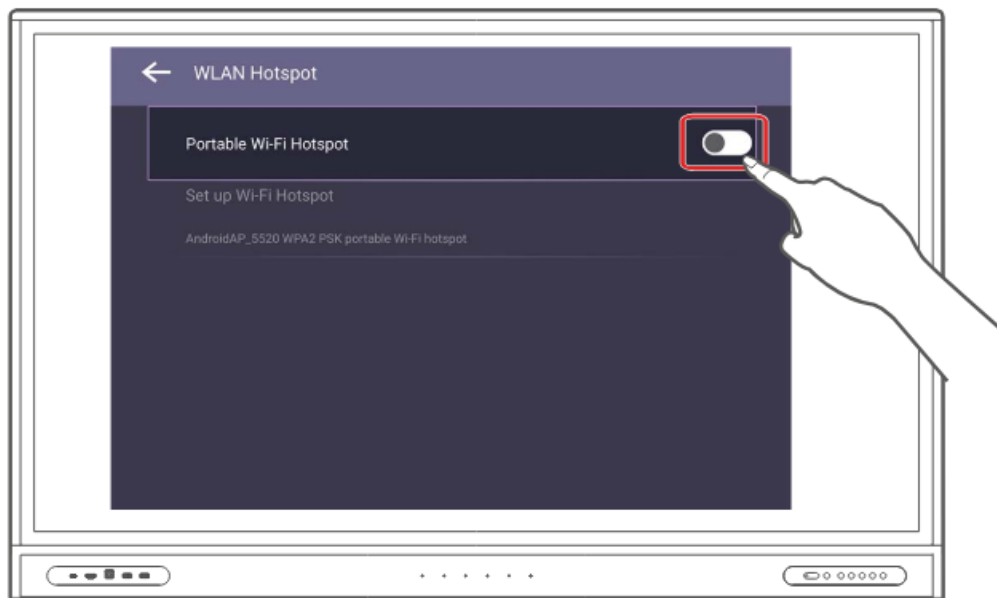 WLAN Hotspot
Portable Wi-Fi Hotspot
Set up Wi-Fi Hotspot
AndroidAP_5520 WPA2 PSK portable Wi-Fi hotspot